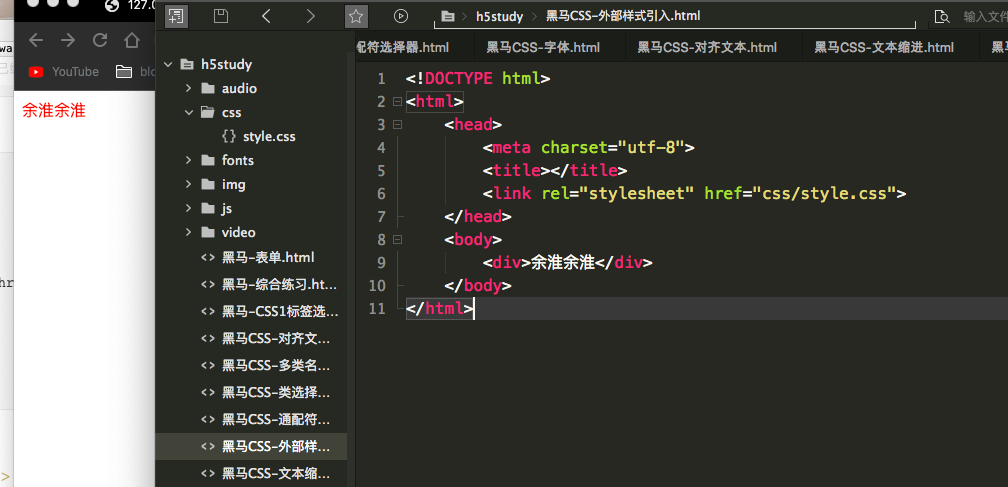 127.0
h5study
黑马CSS-外部样式引入.html
输入文件
配符选择器.html
黑马CSS-字体.html
黑马CSS-对齐文本.html
黑马CSS-文本缩进.html
YouTube
blo
余淮余淮
h5study
audio
css
{} style.css
fonts
img
js
video
<> 黑马-表单.html
<> 黑马-综合练习.ht...
<> 黑马-CSS1标签选...
<> 黑马CSS-对齐文...
<> 黑马CSS-多类名...
<> 黑马CSS-类选择...
<> 黑马CSS-通配符...
<> 黑马CSS-外部样...
<> 黑马CSS-文本缩...
1 <!DOCTYPE html>
2 <html>
3 <head>
4 <meta charset="utf-8">
5 <title></title>
6 <link rel="stylesheet" href="css/style.css">
7 </head>
8 <body>
9 <div>余淮余淮</div>
10 </body>
11 </html>